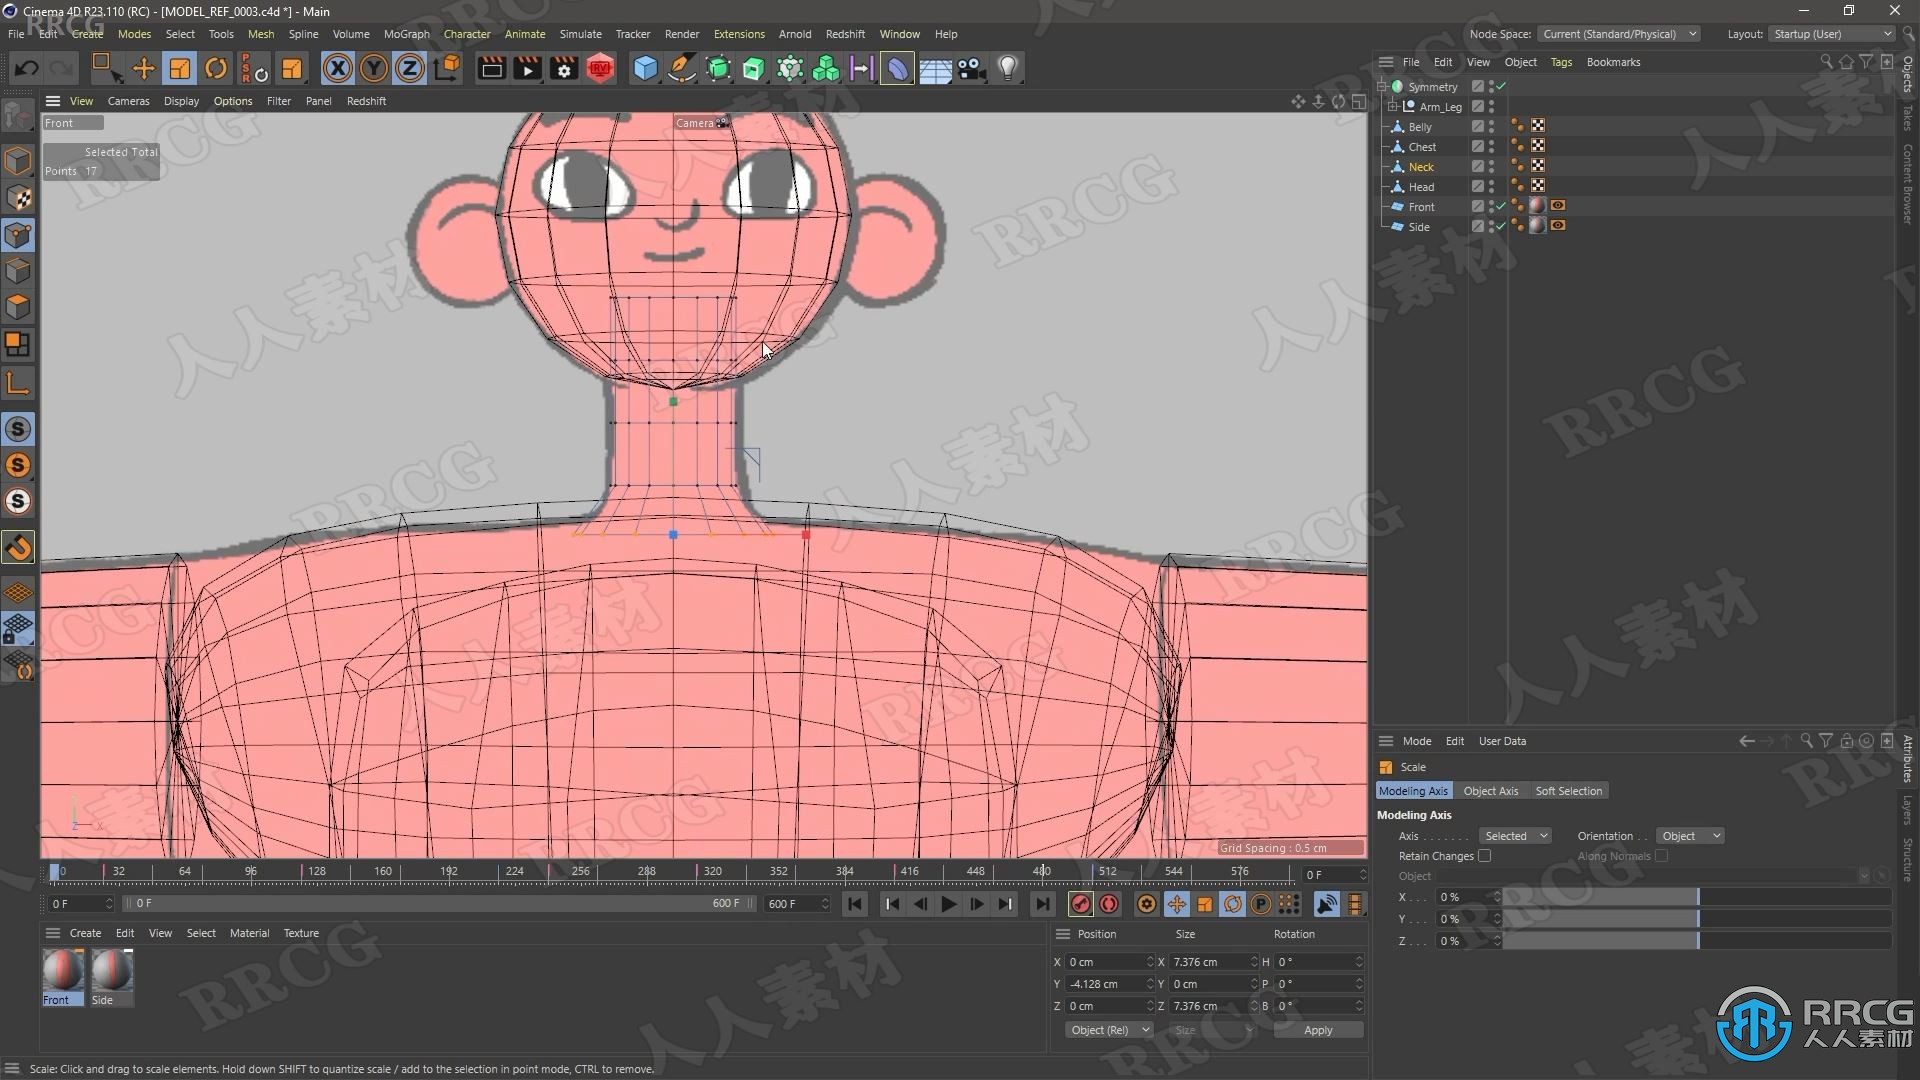 Cinema 4D R23.110 (RC) - [MODEL_REF_0003.c4d *] - Main
File Edit Create Modes Select Tools Mesh Spline Volume MoGraph Character Animate Simulate Tracker Render Extensions Arnold Redshift Window Help
Node Space: Current (Standard/Physical) Layout: Startup (User)
File Edit View Object Tags Bookmarks
View Cameras Display Options Filter Panel Redshift
Front
Camera
Selected Total
Points 17
Symmetry
Arm_Leg
Belly
Chest
Neck
Head
Front
Side
Objects
Takes
Content Browser
Attributes
Layers
Structure
Grid Spacing : 0.5 cm
Mode Edit User Data
Scale
Modeling Axis Object Axis Soft Selection
Modeling Axis
Axis . . . . . . . Selected Orientation . . Object
Retain Changes Along Normals
Object
X . . . 0 %
Y . . . 0 %
Z . . . 0 %
0 32 64 96 128 160 192 224 256 288 320 352 384 416 448 480 512 544 576
0 F
0 F 0 F 600 F 600 F
Create Edit View Select Material Texture
Front Side
Position Size Rotation
X 0 cm X 7.376 cm H 0 °
Y -4.128 cm Y 0 cm P 0 °
Z 0 cm Z 7.376 cm B 0 °
Object (Rel) Size Apply
Scale: Click and drag to scale elements. Hold down SHIFT to quantize scale / add to the selection in point mode, CTRL to remove.
RRCG
人人素材